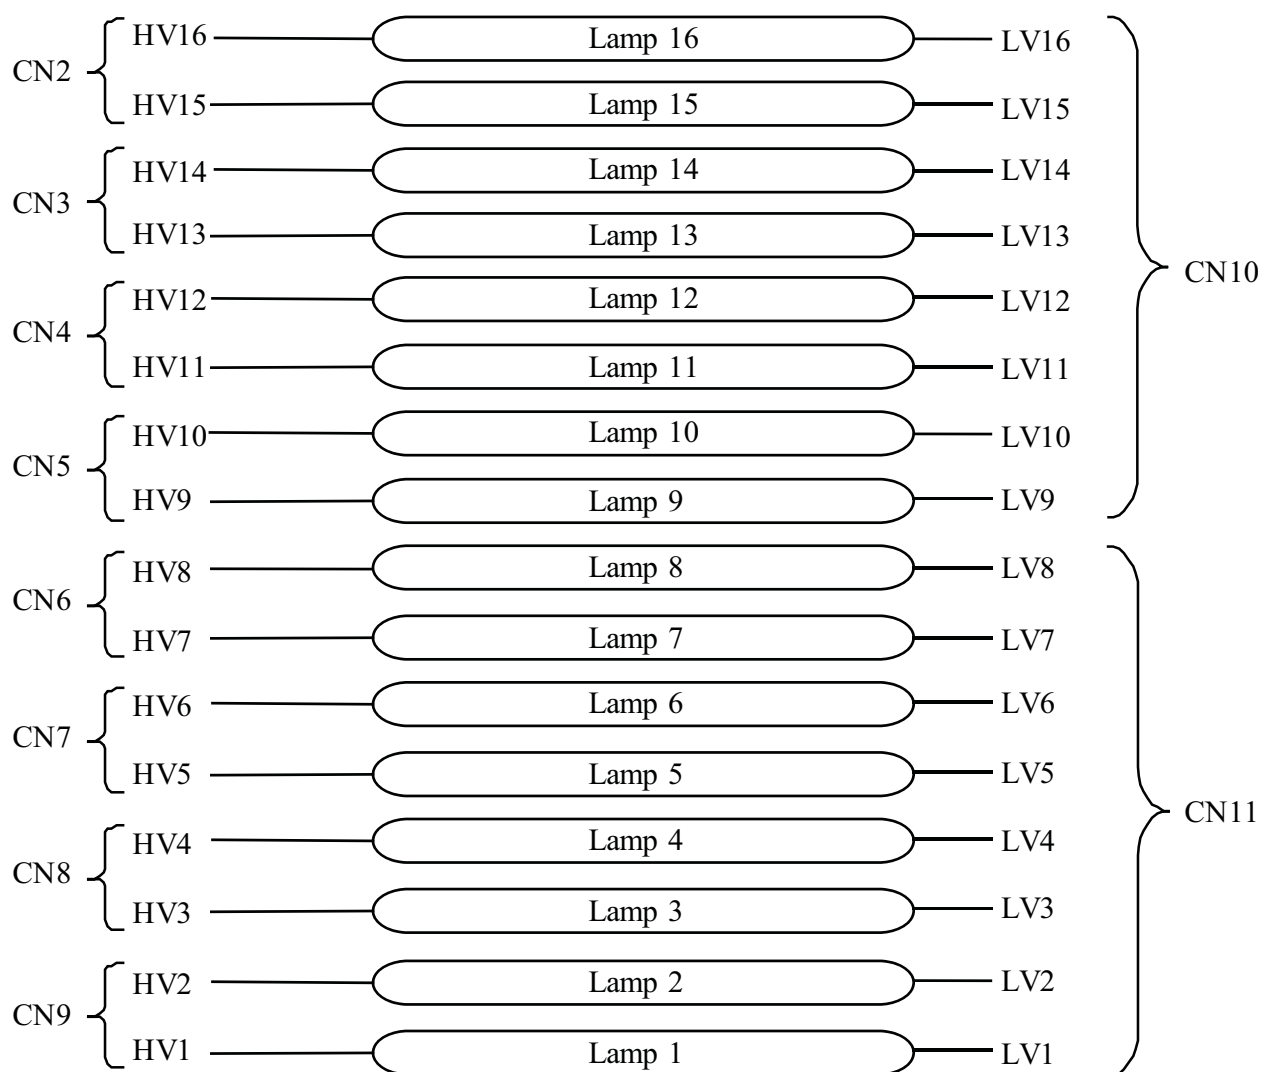 HV16 Lamp 16 LV16
CN2
HV15 Lamp 15 LV15
HV14 Lamp 14 LV14
CN3
HV13 Lamp 13 LV13
CN10
HV12 Lamp 12 LV12
CN4
HV11 Lamp 11 LV11
HV10 Lamp 10 LV10
CN5
HV9 Lamp 9 LV9
HV8 Lamp 8 LV8
CN6
HV7 Lamp 7 LV7
HV6 Lamp 6 LV6
CN7
HV5 Lamp 5 LV5
CN11
HV4 Lamp 4 LV4
CN8
HV3 Lamp 3 LV3
HV2 Lamp 2 LV2
CN9
HV1 Lamp 1 LV1